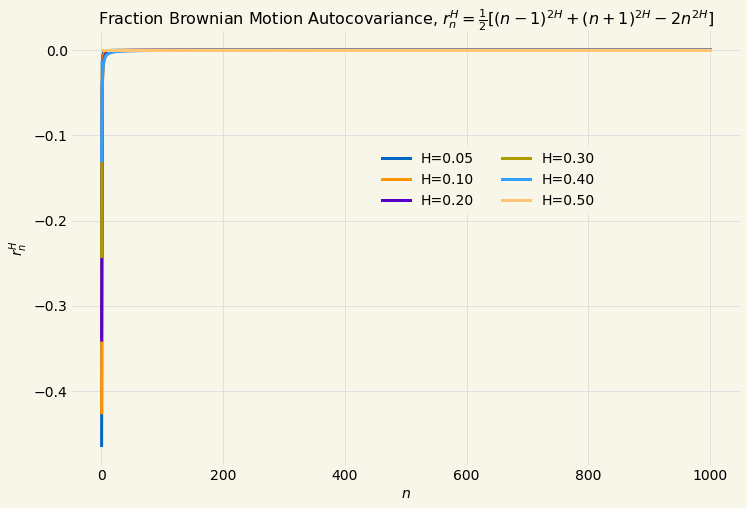 Fraction Brownian Motion Autocovariance, $r_n^H = \frac{1}{2}[(n-1)^{2H} + (n+1)^{2H} - 2n^{2H}]$
0.0
−0.1
−0.2
−0.3
−0.4
$r_n^H$
H=0.05 H=0.30
H=0.10 H=0.40
H=0.20 H=0.50
0 200 400 600 800 1000
n